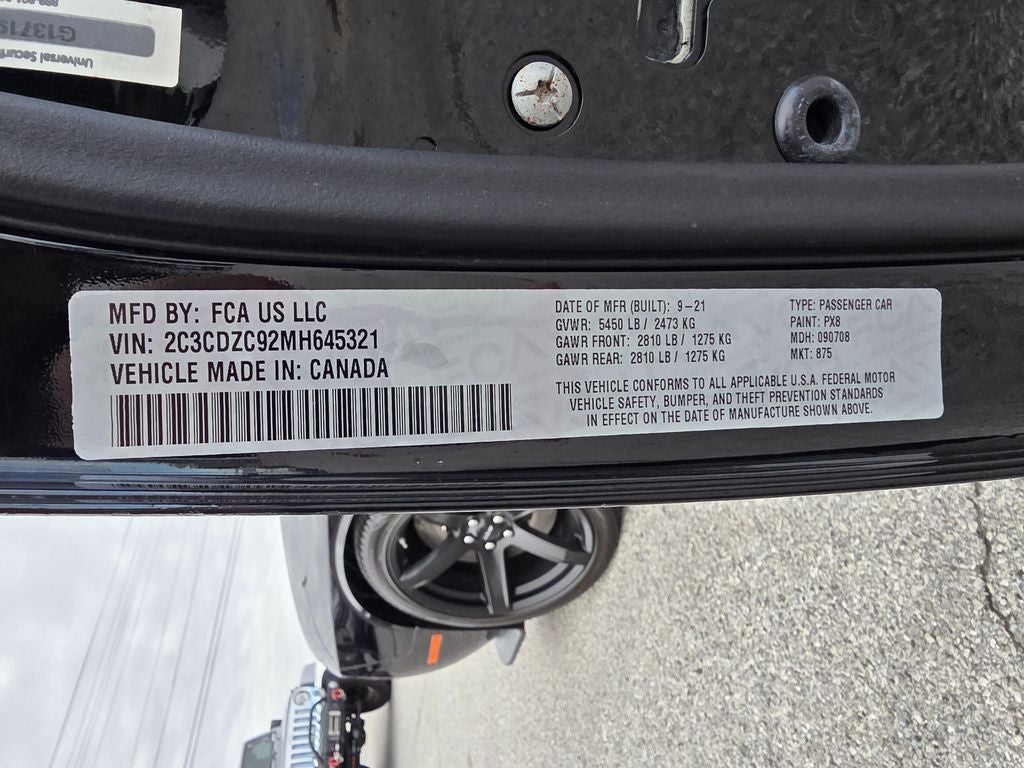 G13719
Universal Securi
MFD BY: FCA US LLC
VIN: 2C3CDZC92MH645321
VEHICLE MADE IN: CANADA
DATE OF MFR (BUILT): 9-21
GVWR: 5450 LB / 2473 KG
GAWR FRONT: 2810 LB / 1275 KG
GAWR REAR: 2810 LB / 1275 KG
TYPE: PASSENGER CAR
PAINT: PX8
MDH: 090708
MKT: 875
THIS VEHICLE CONFORMS TO ALL APPLICABLE U.S.A. FEDERAL MOTOR
VEHICLE SAFETY, BUMPER, AND THEFT PREVENTION STANDARDS
IN EFFECT ON THE DATE OF MANUFACTURE SHOWN ABOVE.